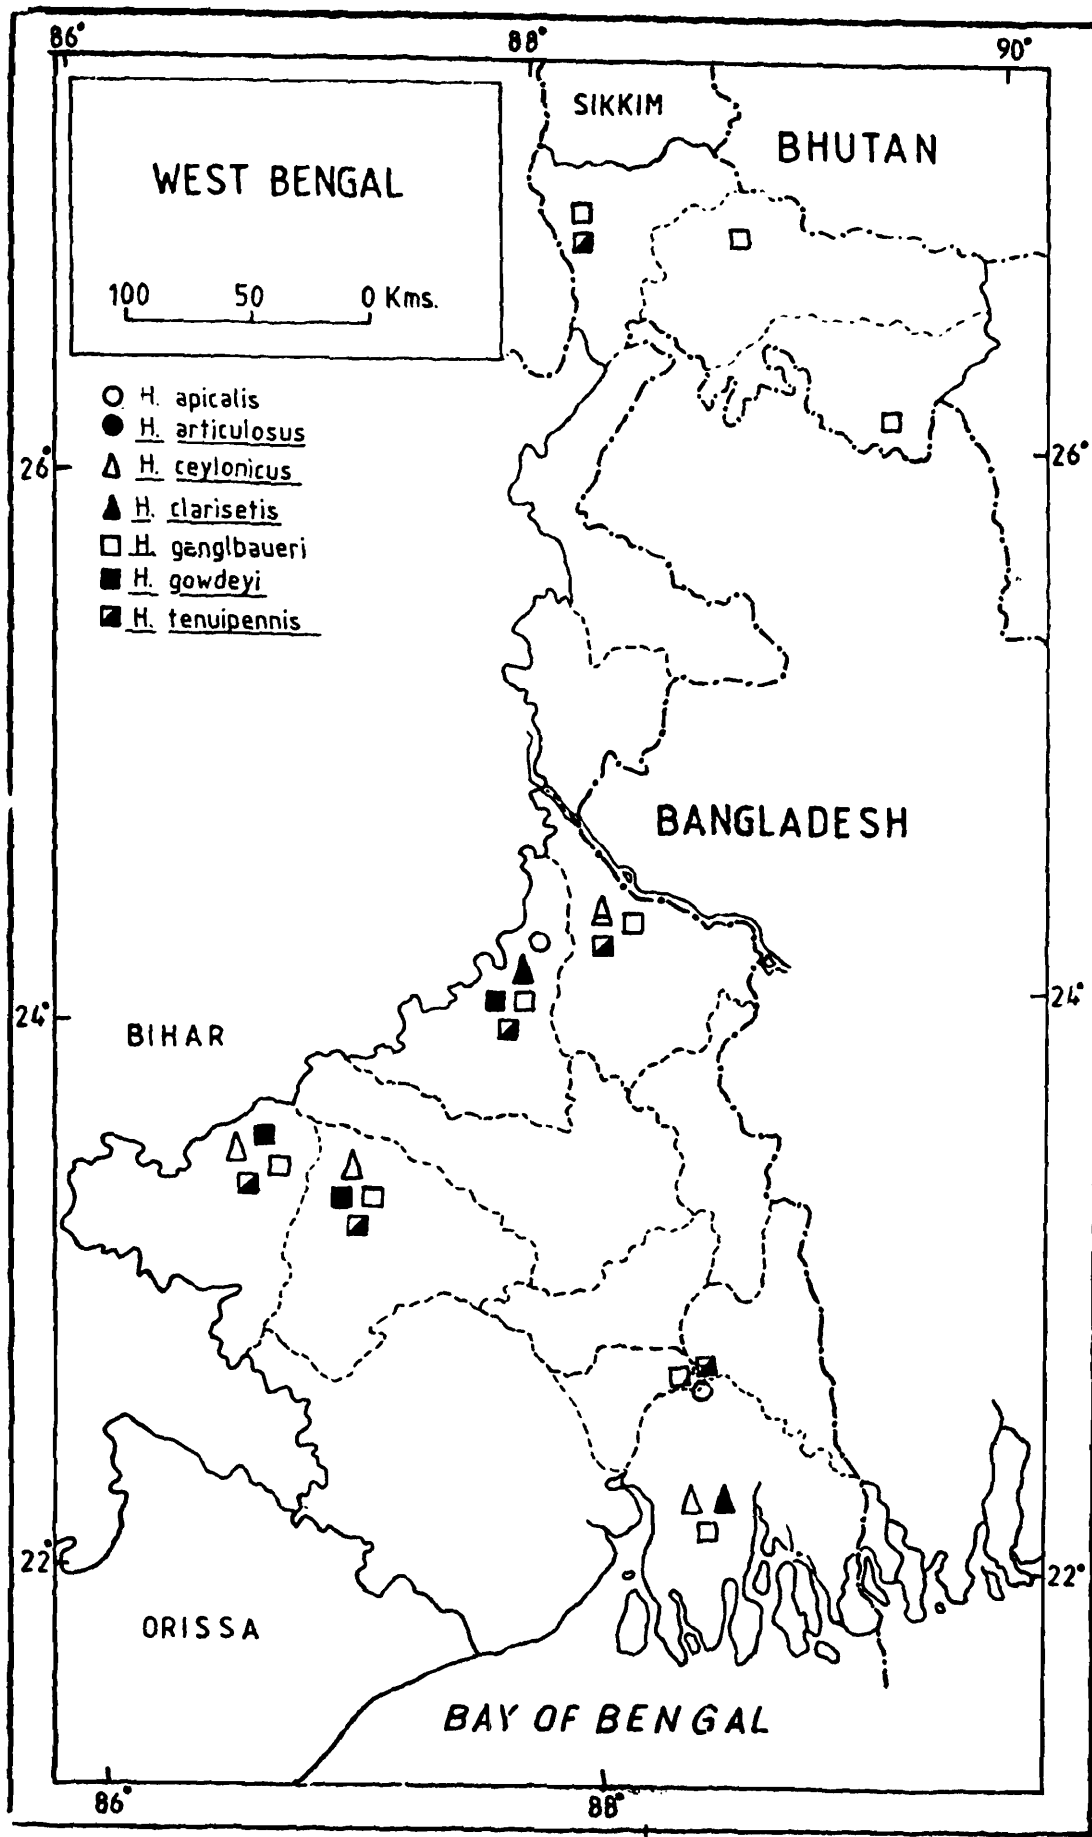 86° 88° 90°
SIKKIM
BHUTAN
WEST BENGAL
100 50 0 Kms.
H. apicalis
H. articulosus
H. ceylonicus
H. clarisetis
H. ganglbaueri
H. gowdeyi
H. tenuipennis
26° 26°
BANGLADESH
24° 24°
BIHAR
22° 22°
ORISSA
BAY OF BENGAL
86° 88°